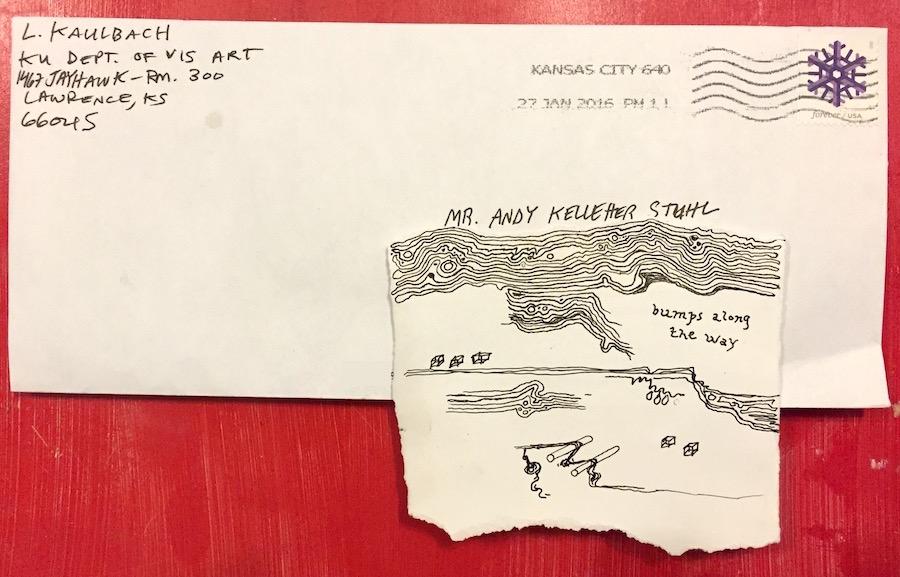 L. KAULBACH
KU DEPT. OF VIS ART
1467 JAYHAWK - RM. 300
LAWRENCE, KS
66045
KANSAS CITY 640
27 JAN 2016 PM 1 L
forever / USA
MR. ANDY KELLEHER STUHL
bumps along
the way